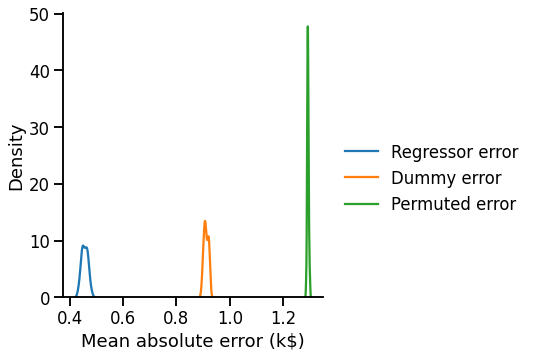 50
40
30
20
10
0
Density
0.4 0.6 0.8 1.0 1.2
Mean absolute error (k$)
Regressor error
Dummy error
Permuted error